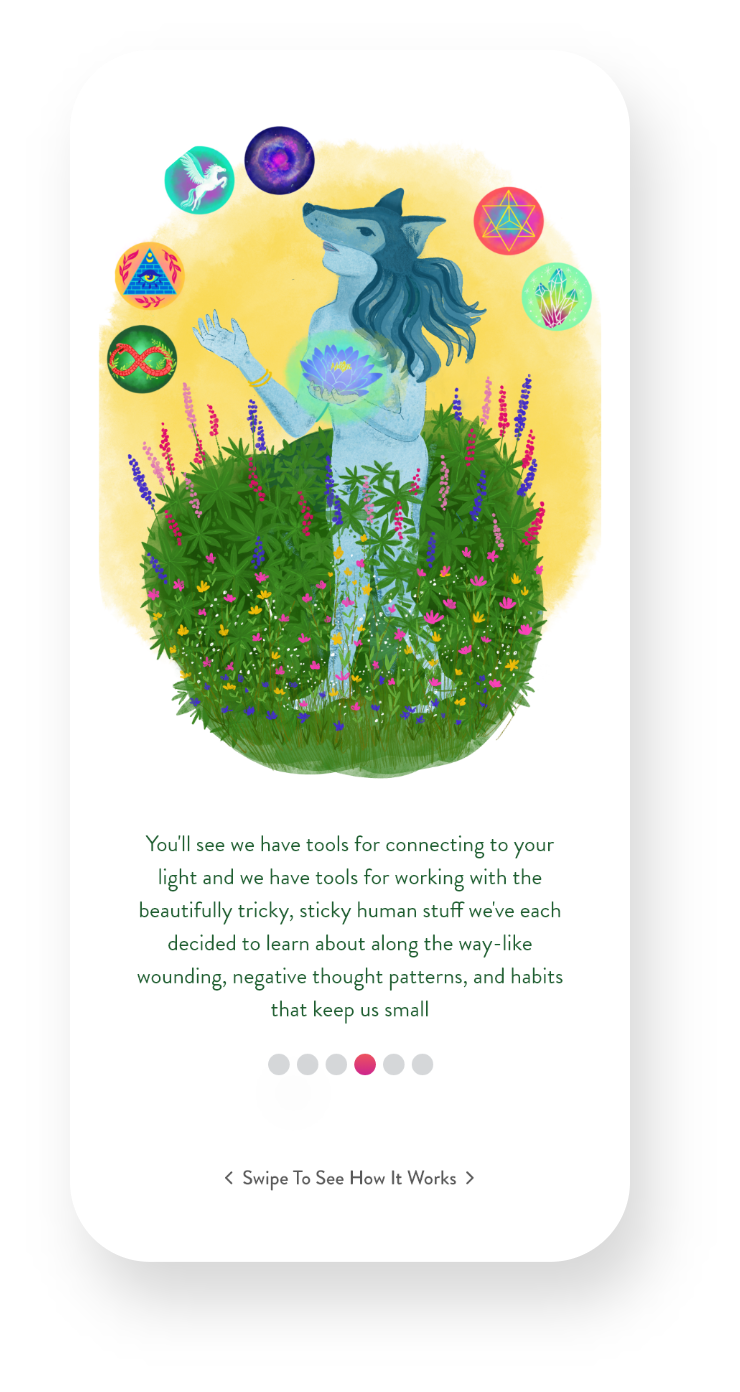 You'll see we have tools for connecting to your
light and we have tools for working with the
beautifully tricky, sticky human stuff we've each
decided to learn about along the way-like
wounding, negative thought patterns, and habits
that keep us small
< Swipe To See How It Works >